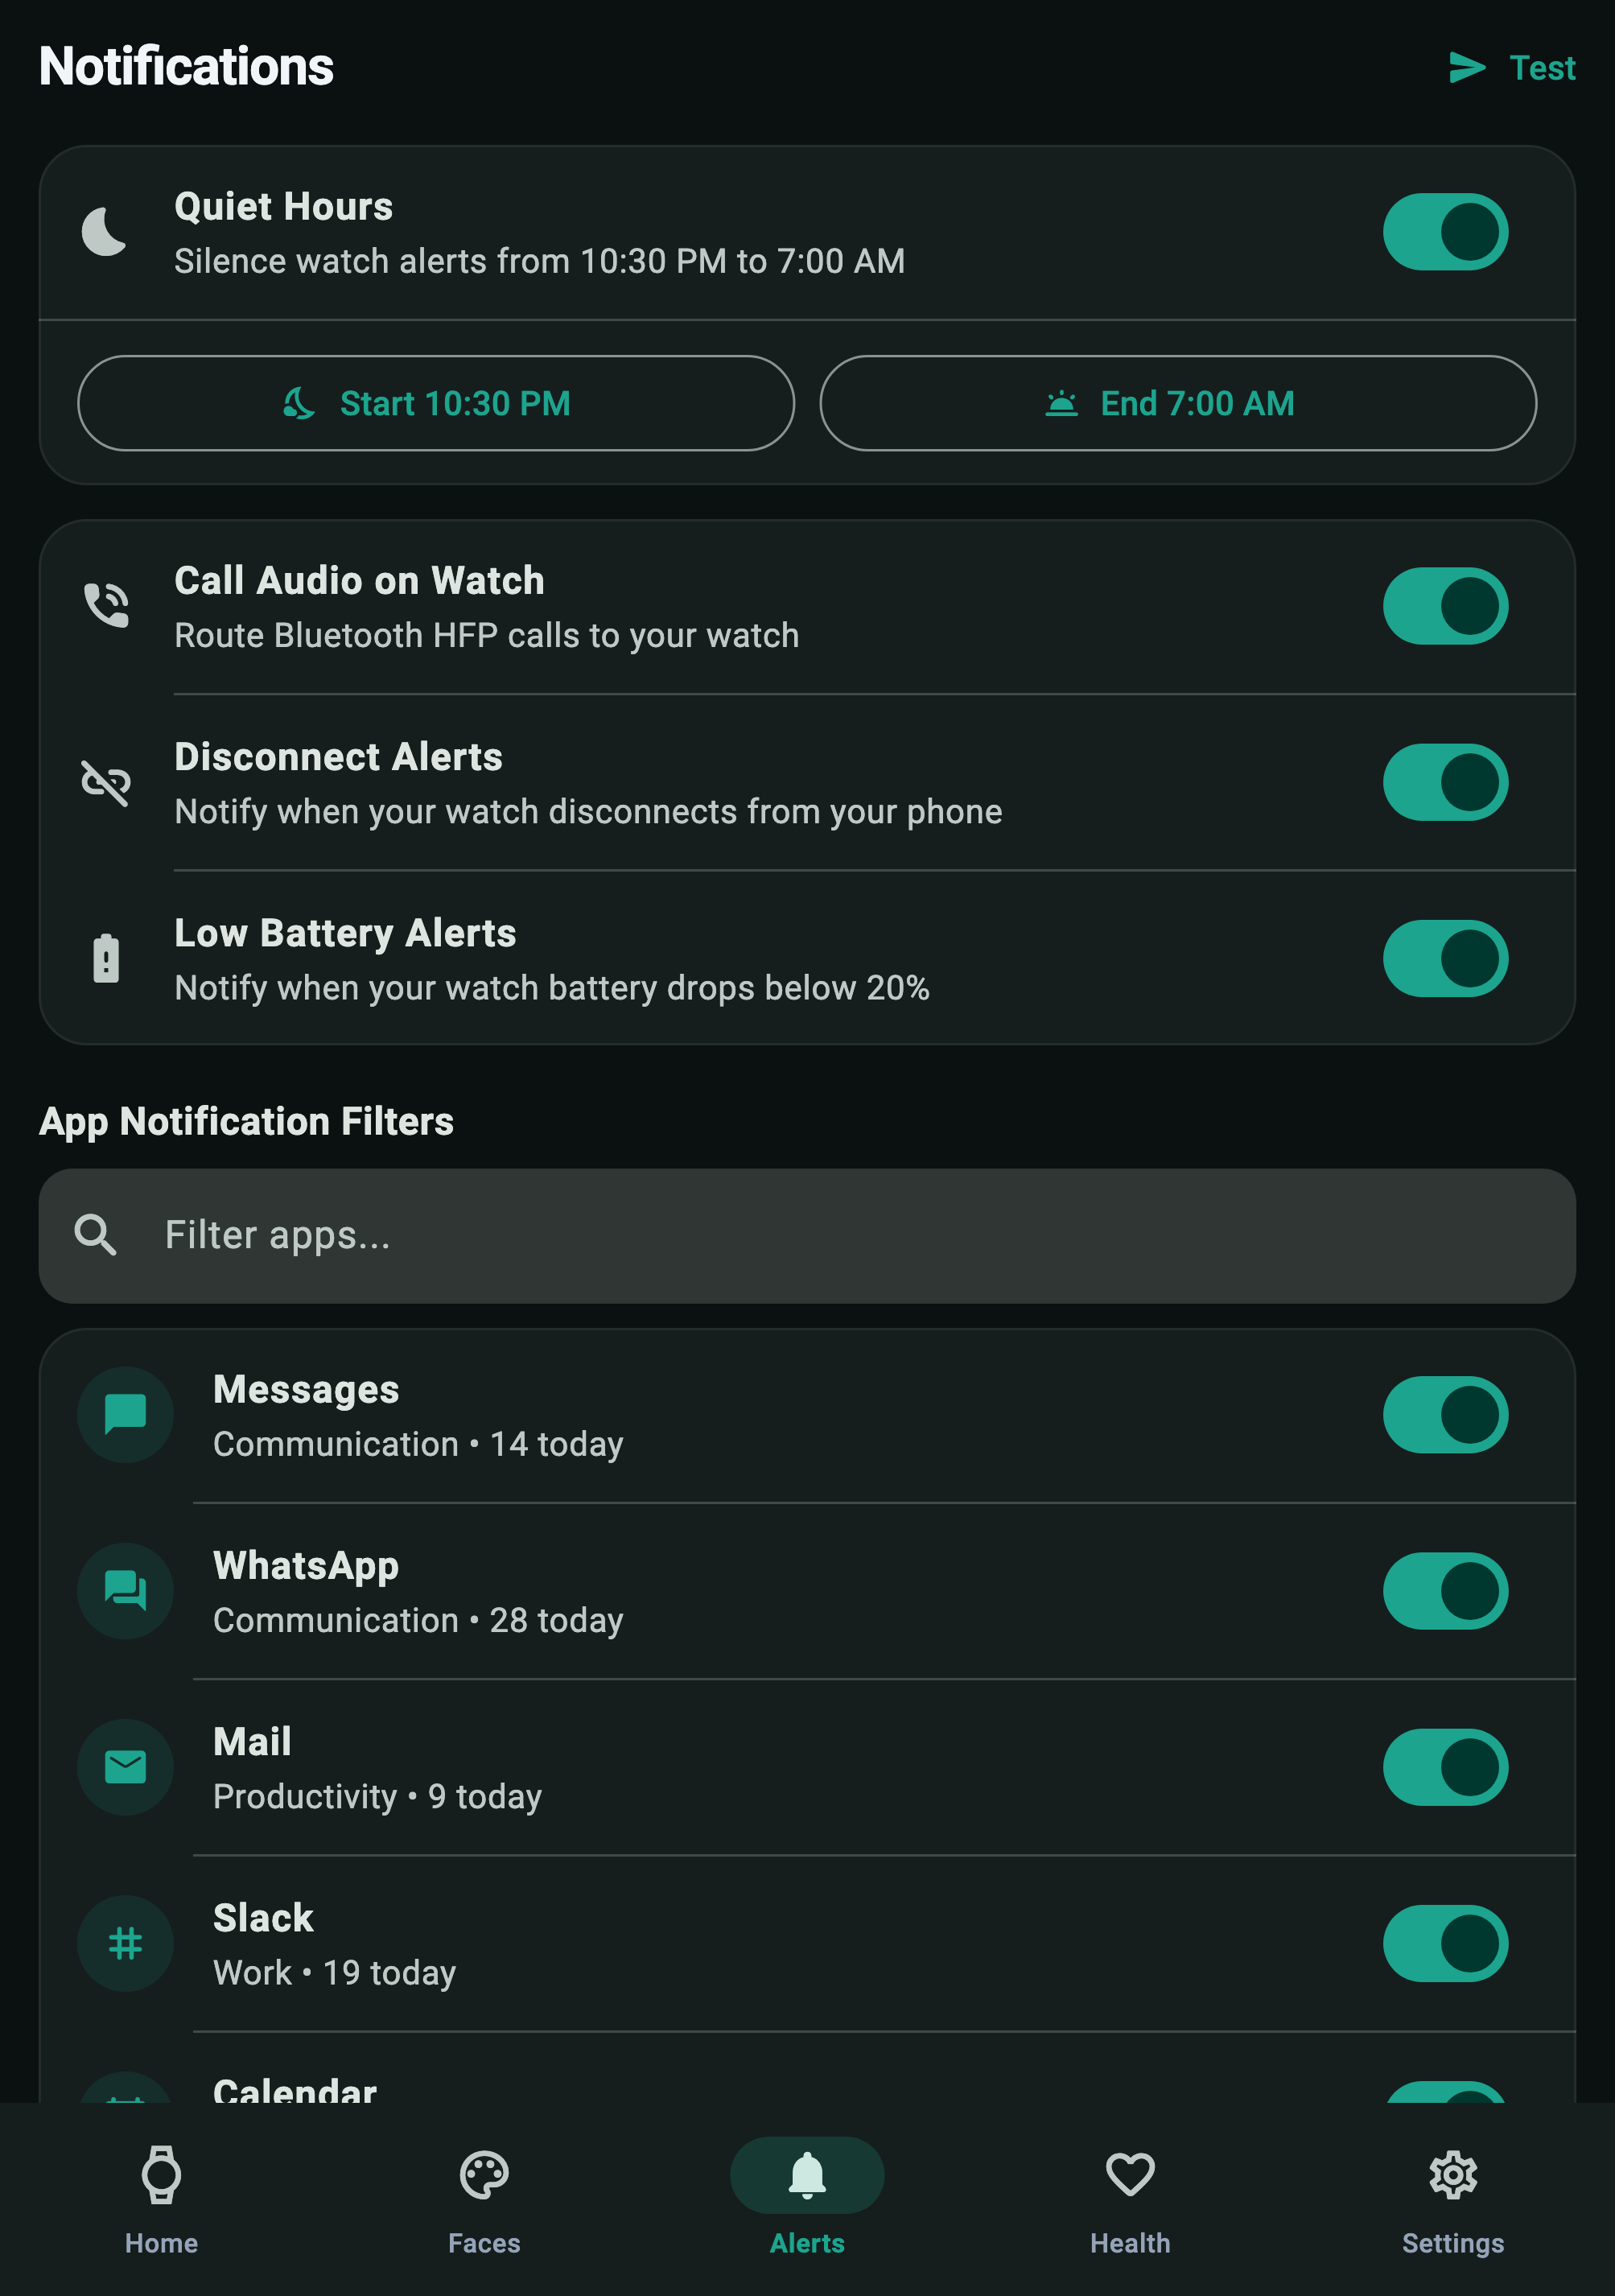 Notifications
Test
Quiet Hours
Silence watch alerts from 10:30 PM to 7:00 AM
Start 10:30 PM
End 7:00 AM
Call Audio on Watch
Route Bluetooth HFP calls to your watch
Disconnect Alerts
Notify when your watch disconnects from your phone
Low Battery Alerts
Notify when your watch battery drops below 20%
App Notification Filters
Filter apps...
Messages
Communication • 14 today
WhatsApp
Communication • 28 today
Mail
Productivity • 9 today
Slack
Work • 19 today
Calendar
Home
Faces
Alerts
Health
Settings